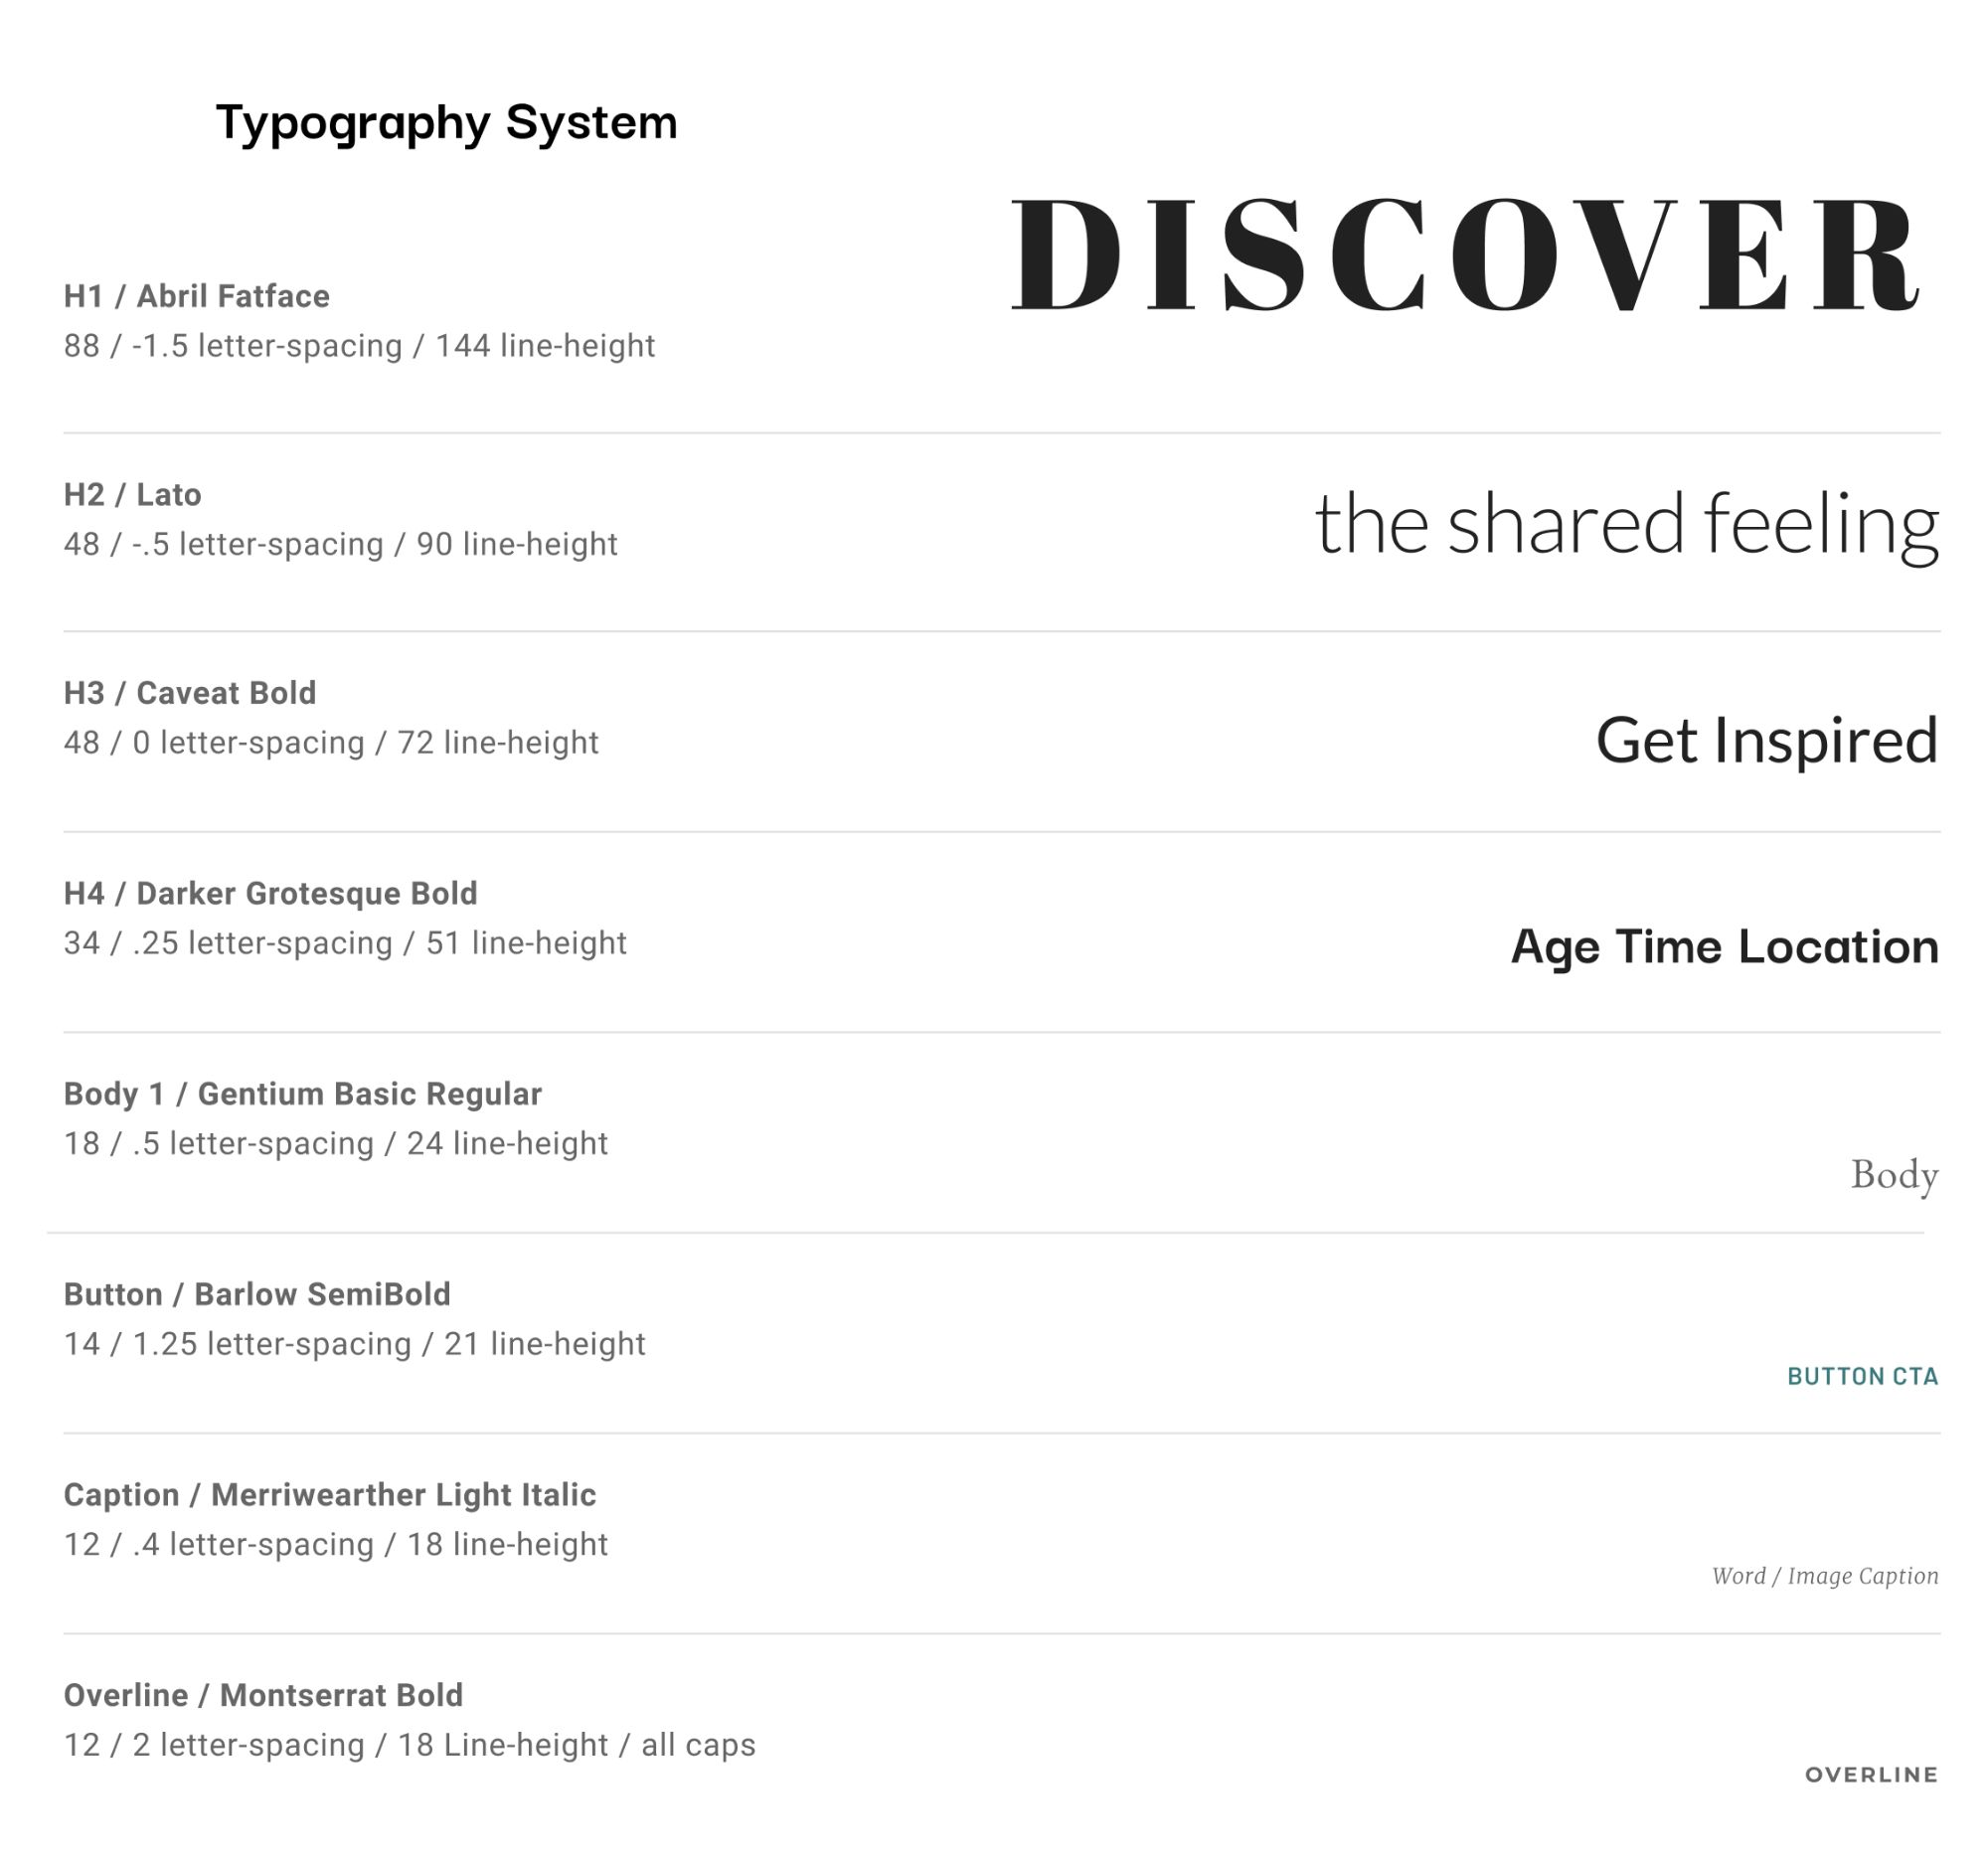 Typography System
DISCOVER
H1 / Abril Fatface
88 / -1.5 letter-spacing / 144 line-height
H2 / Lato
48 / -.5 letter-spacing / 90 line-height
the shared feeling
H3 / Caveat Bold
48 / 0 letter-spacing / 72 line-height
Get Inspired
H4 / Darker Grotesque Bold
34 / .25 letter-spacing / 51 line-height
Age Time Location
Body 1 / Gentium Basic Regular
18 / .5 letter-spacing / 24 line-height
Body
Button / Barlow SemiBold
14 / 1.25 letter-spacing / 21 line-height
BUTTON CTA
Caption / Merriwearther Light Italic
12 / .4 letter-spacing / 18 line-height
Word / Image Caption
Overline / Montserrat Bold
12 / 2 letter-spacing / 18 Line-height / all caps
OVERLINE